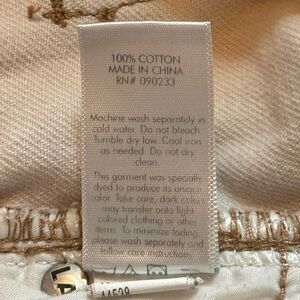 100% COTTON
MADE IN CHINA
RN# 090233
Machine wash separately in
cold water. Do not bleach
Tumble dry low. Cool iron
as needed. Do not dry
clean.
This garment was specially
dyed to produce its unique
color. Take care, dark colors
may transfer onto light
colored clothing or other
items. To minimize fading,
please wash separately and
follow care instruction.
LA